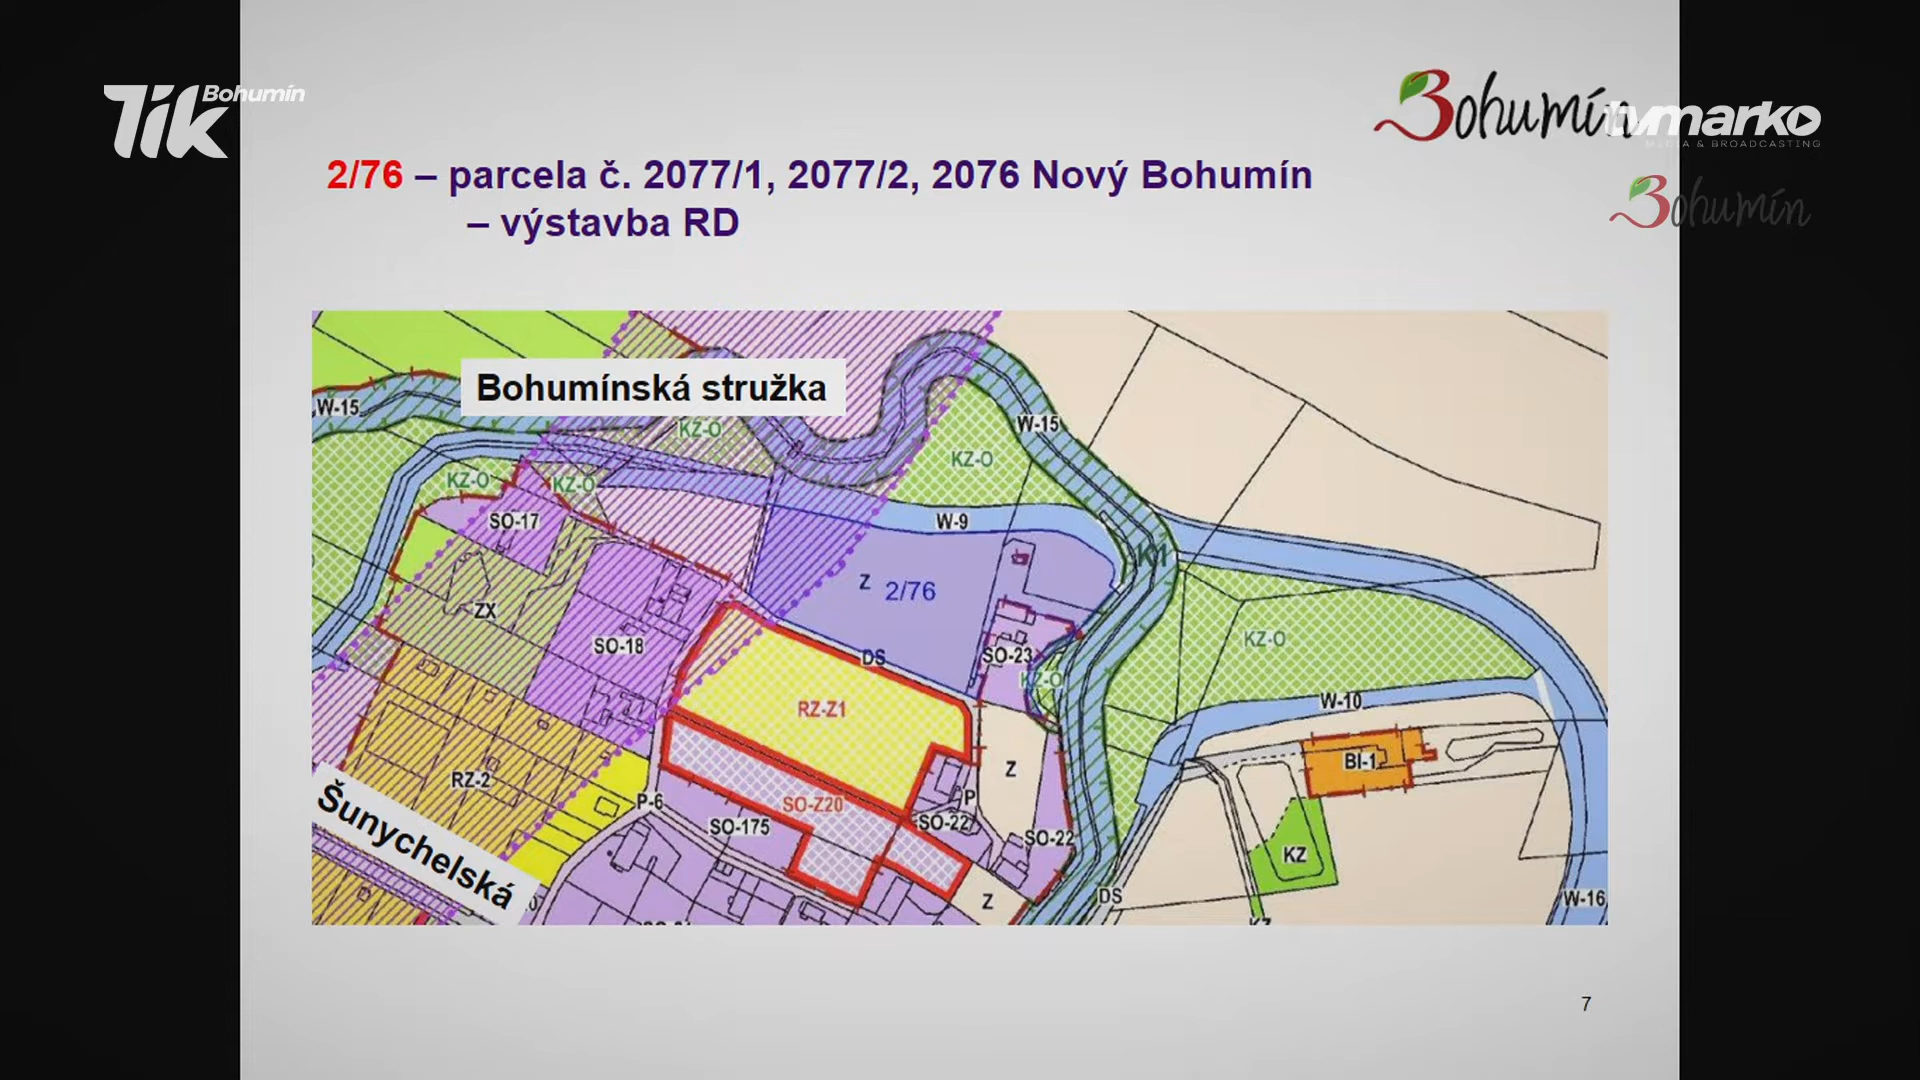 Tik Bohumín
Bohumín
tvmarko
MEDIA & BROADCASTING
Bohumín
2/76 – parcela č. 2077/1, 2077/2, 2076 Nový Bohumín
– výstavba RD
Bohumínská stružka
W-15
KZ-O
W-15
KZ-O
KZ-O
KZ-O
SO-17
W-9
K1
Z
2/76
ZX
SO-18
DS
SO-23
KZ-O
KZ-O
RZ-Z1
W-10
Z
BI-1
RZ-2
P-6
SO-Z20
P
SO-175
SO-22
SO-22
Šunychelská
KZ
Z
DS
W-16
KZ
7